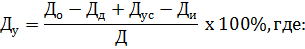 Ду = (До − Дд + Дус − Ди) / Д х 100%, где: